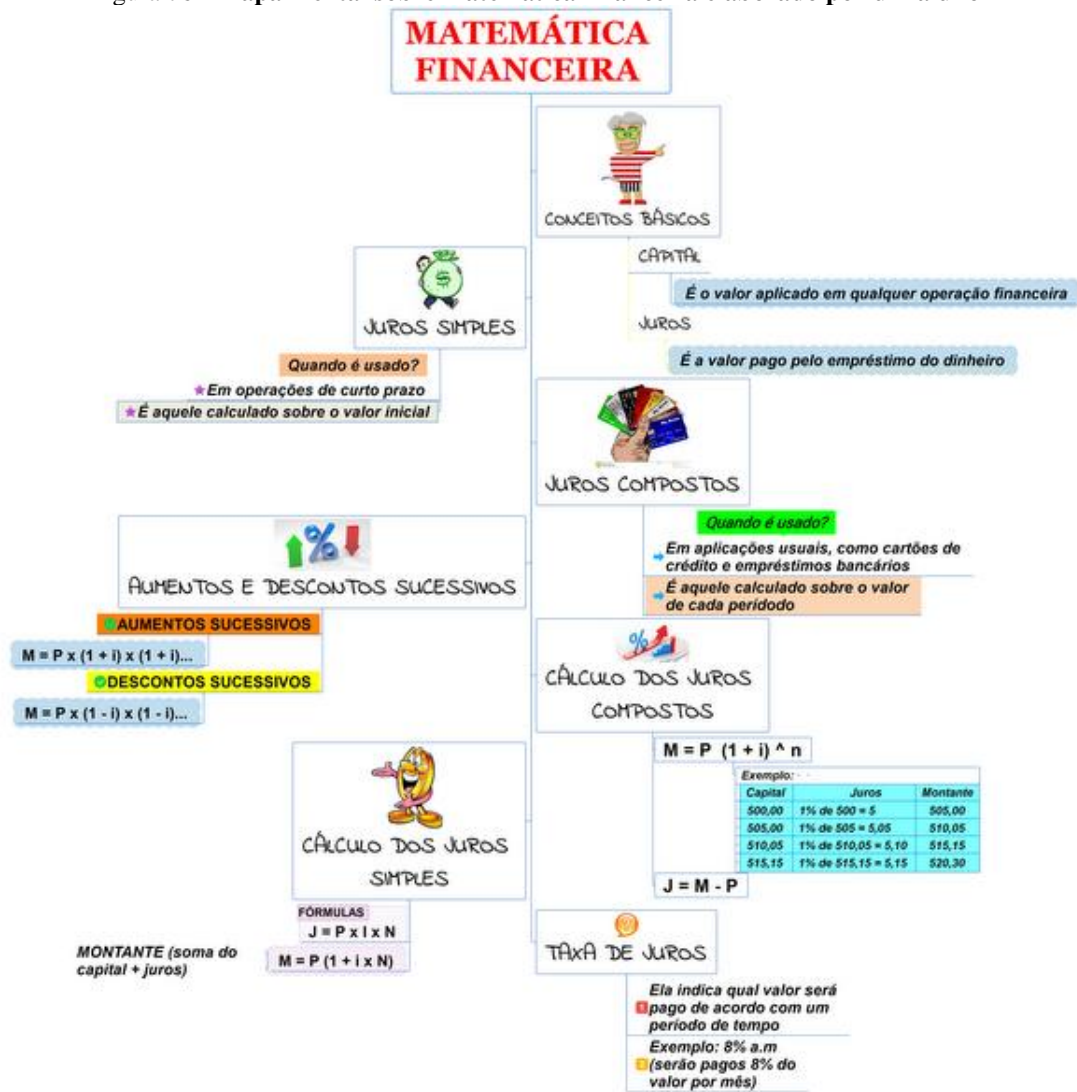 MATEMÁTICA
FINANCEIRA
CONCEITOS BÁSICOS
CAPITAL
É o valor aplicado em qualquer operação financeira
JUROS
É a valor pago pelo empréstimo do dinheiro
JUROS SIMPLES
Quando é usado?
Em operações de curto prazo
É aquele calculado sobre o valor inicial
JUROS COMPOSTOS
Quando é usado?
Em aplicações usuais, como cartões de
crédito e empréstimos bancários
É aquele calculado sobre o valor
de cada perídodo
AUMENTOS E DESCONTOS SUCESSIVOS
AUMENTOS SUCESSIVOS
M = P x (1 + i) x (1 + i)...
DESCONTOS SUCESSIVOS
M = P x (1 - i) x (1 - i)...
CÁLCULO DOS JUROS
COMPOSTOS
M = P (1 + i) ^ n
Exemplo:
Capital Juros Montante
500,00 1% de 500 = 5 505,00
505,00 1% de 505 = 5,05 510,05
510,05 1% de 510,05 = 5,10 515,15
515,15 1% de 515,15 = 5,15 520,30
J = M - P
CÁLCULO DOS JUROS
SIMPLES
FÓRMULAS
J = P x I x N
M = P (1 + i x N)
MONTANTE (soma do
capital + juros)
TAXA DE JUROS
Ela indica qual valor será
1 pago de acordo com um
período de tempo
Exemplo: 8% a.m
2 (serão pagos 8% do
valor por mês)